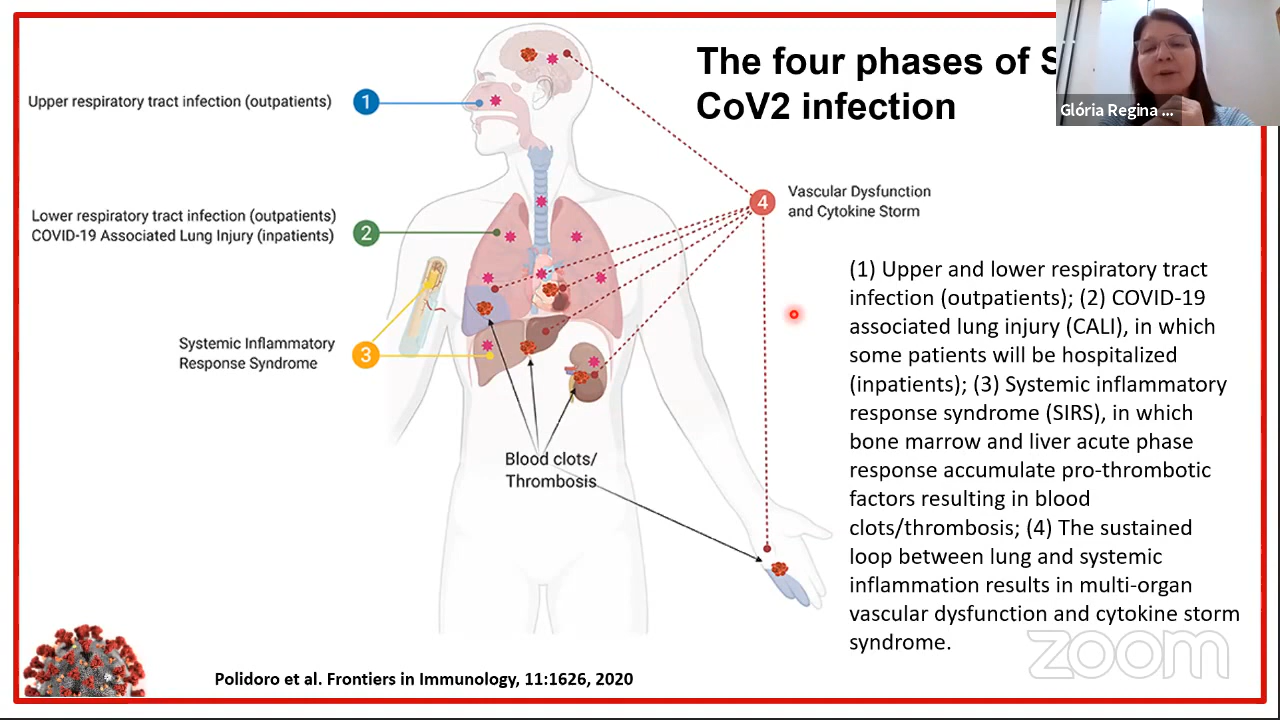 The four phases of S
CoV2 infection
Glória Regina ...
Upper respiratory tract infection (outpatients)
1
Lower respiratory tract infection (outpatients)
COVID-19 Associated Lung Injury (inpatients)
2
Systemic Inflammatory
Response Syndrome
3
4
Vascular Dysfunction
and Cytokine Storm
Blood clots/
Thrombosis
(1) Upper and lower respiratory tract
infection (outpatients); (2) COVID-19
associated lung injury (CALI), in which
some patients will be hospitalized
(inpatients); (3) Systemic inflammatory
response syndrome (SIRS), in which
bone marrow and liver acute phase
response accumulate pro-thrombotic
factors resulting in blood
clots/thrombosis; (4) The sustained
loop between lung and systemic
inflammation results in multi-organ
vascular dysfunction and cytokine storm
syndrome.
zoom
Polidoro et al. Frontiers in Immunology, 11:1626, 2020